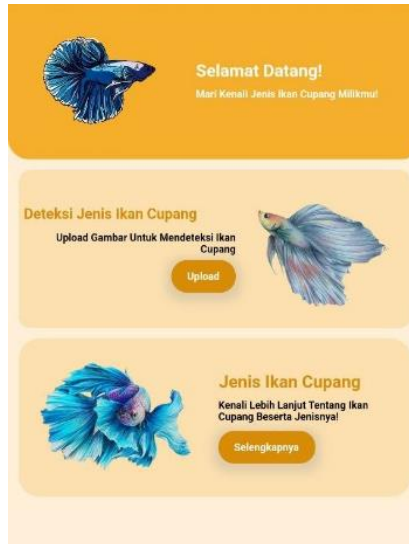 Selamat Datang!
Mari Kenali Jenis Ikan Cupang Milikmu!
Deteksi Jenis Ikan Cupang
Upload Gambar Untuk Mendeteksi Ikan
Cupang
Upload
Jenis Ikan Cupang
Kenali Lebih Lanjut Tentang Ikan
Cupang Beserta Jenisnya!
Selengkapnya